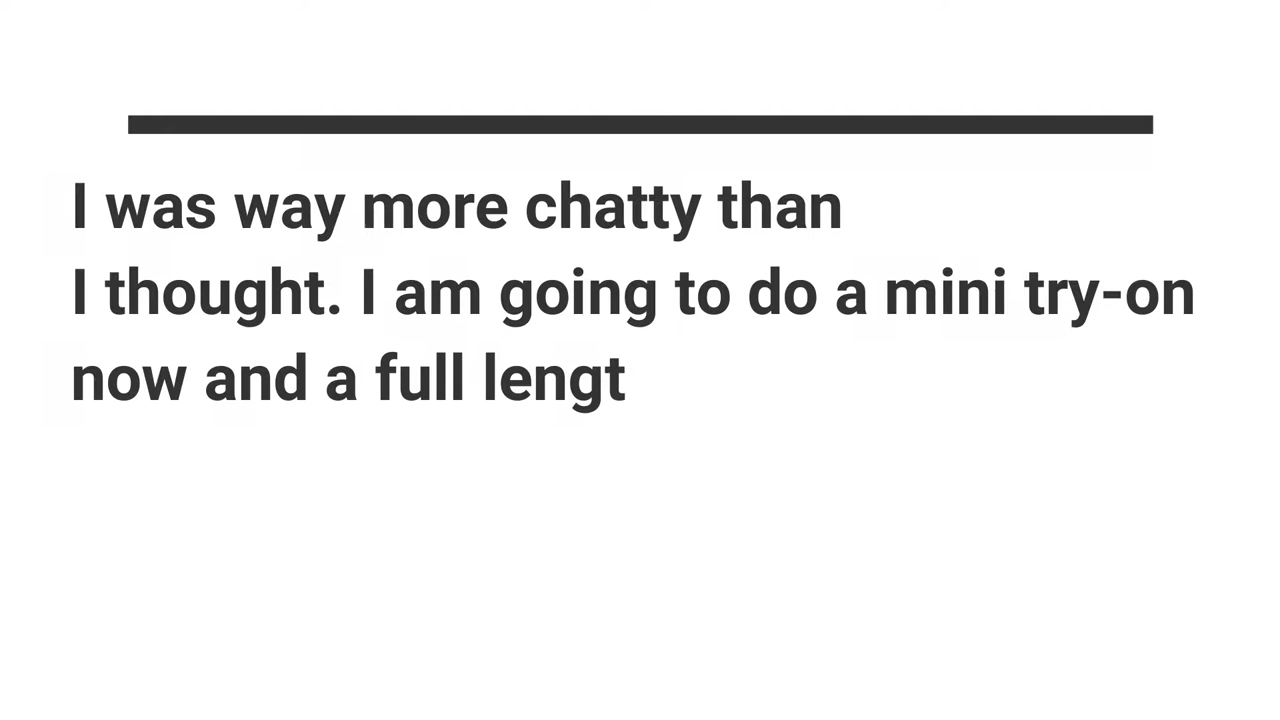 I was way more chatty than
I thought. I am going to do a mini try-on
now and a full lengt